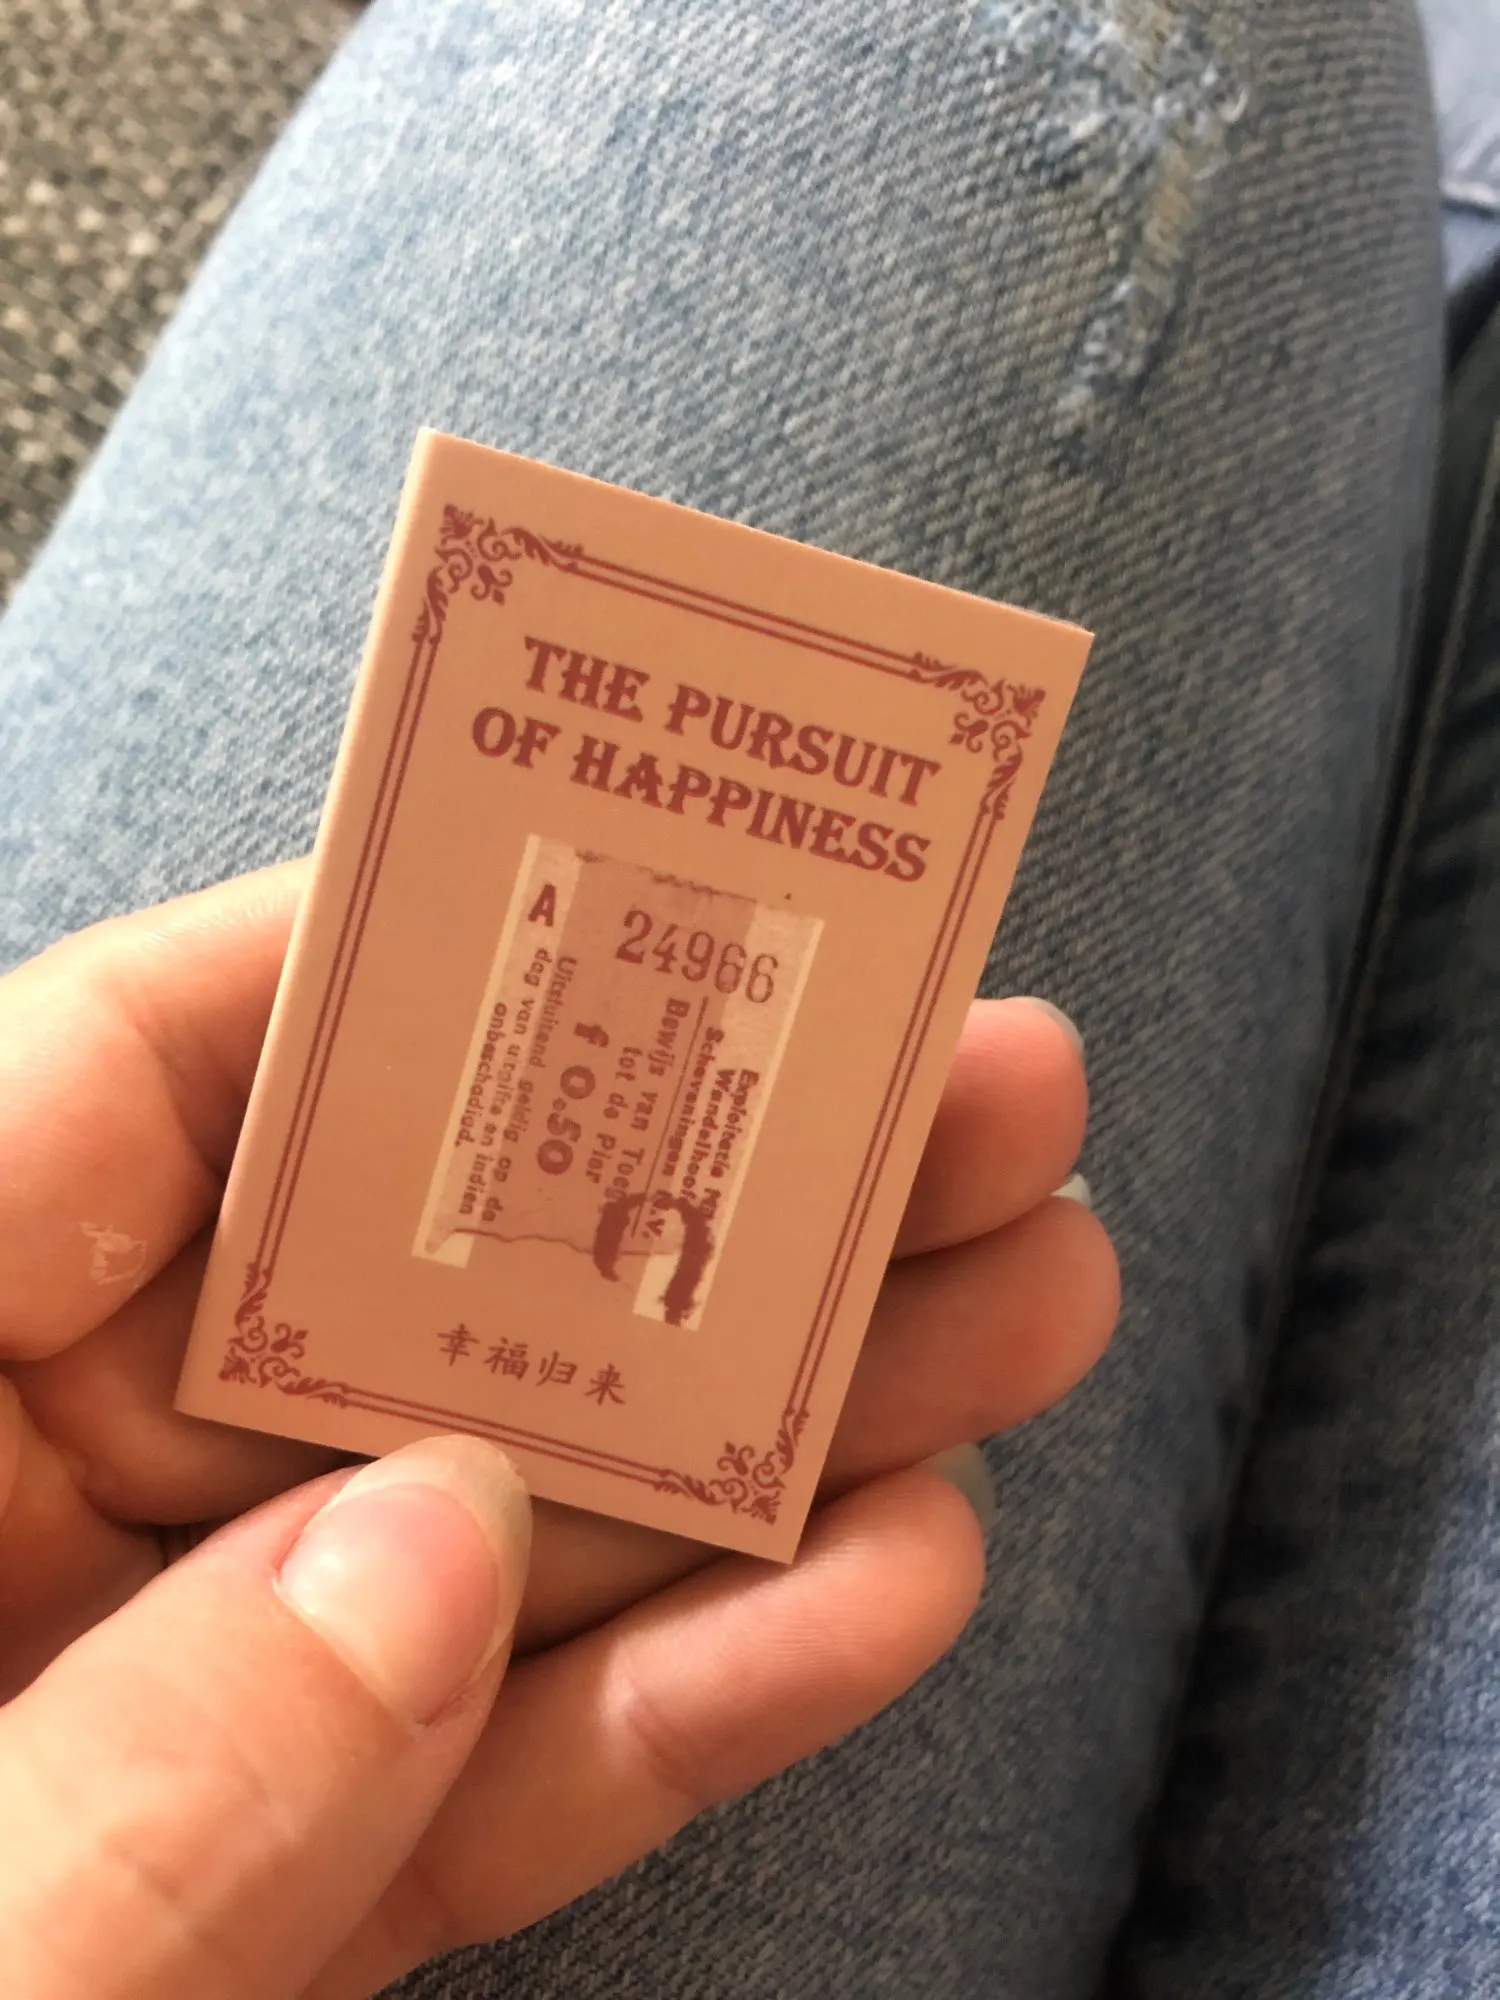 THE PURSUIT
OF HAPPINESS
A 24966
Exploitatie
Wandelhoofd
Scheveningen N.V.
Bewijs van Toeg
tot de Pier
f 0.50
Uitsluitend geldig op de
dag van uitgifte en indien
onbeschadigd.
幸福归来